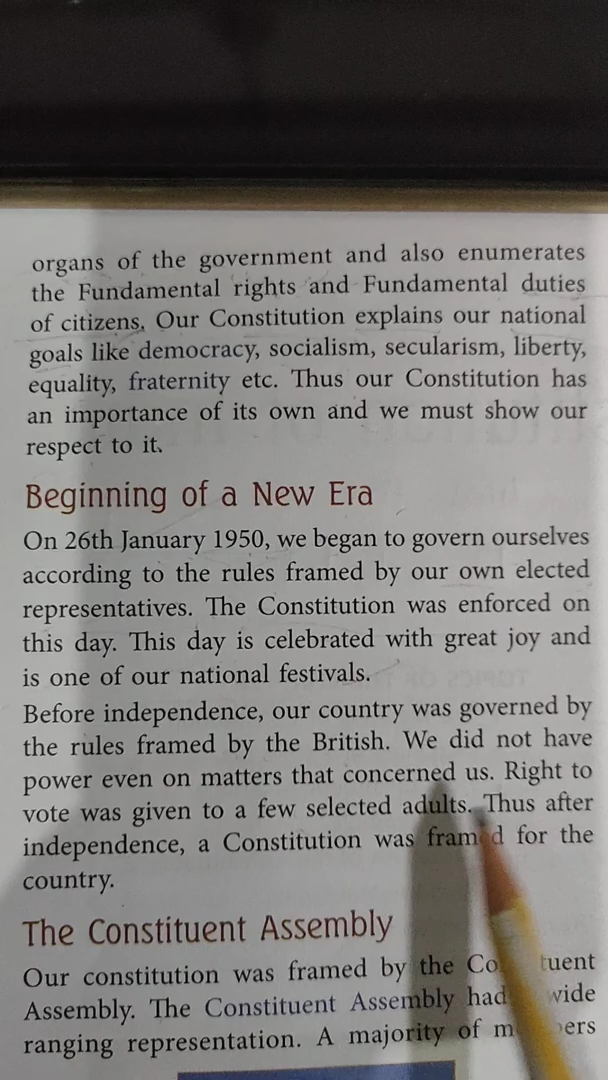 organs of the government and also enumerates
the Fundamental rights and Fundamental duties
of citizens. Our Constitution explains our national
goals like democracy, socialism, secularism, liberty,
equality, fraternity etc. Thus our Constitution has
an importance of its own and we must show our
respect to it.
Beginning of a New Era
On 26th January 1950, we began to govern ourselves
according to the rules framed by our own elected
representatives. The Constitution was enforced on
this day. This day is celebrated with great joy and
is one of our national festivals.
Before independence, our country was governed by
the rules framed by the British. We did not have
power even on matters that concerned us. Right to
vote was given to a few selected adults. Thus after
independence, a Constitution was framed for the
country.
The Constituent Assembly
Our constitution was framed by the
Assembly. The Constituent Assembly had wide
ranging representation. A majority of